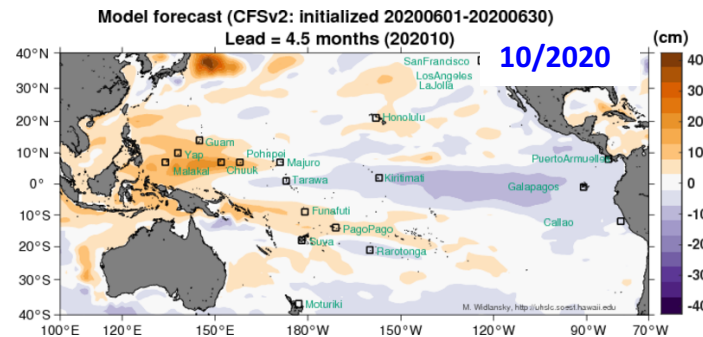 Model forecast (CFSv2: initialized 20200601-20200630)
Lead = 4.5 months (202010)
10/2020
(cm)
40°N
30°N
20°N
10°N
0°
10°S
20°S
30°S
40°S
SanFrancisco
LosAngeles
LaJolla
Honolulu
Guam
Yap
Pohnpei
Majuro
Malakal
Chuuk
Tarawa
Kiritimati
PuertoArmuelles
Galapagos
Funafuti
PagoPago
Callao
Suva
Rarotonga
Moturiki
M. Widlansky, http://uhslc.soest.hawaii.edu
100°E 120°E 150°E 180°W 150°W 120°W 90°W 70°W
40
30
20
10
0
-10
-20
-30
-40